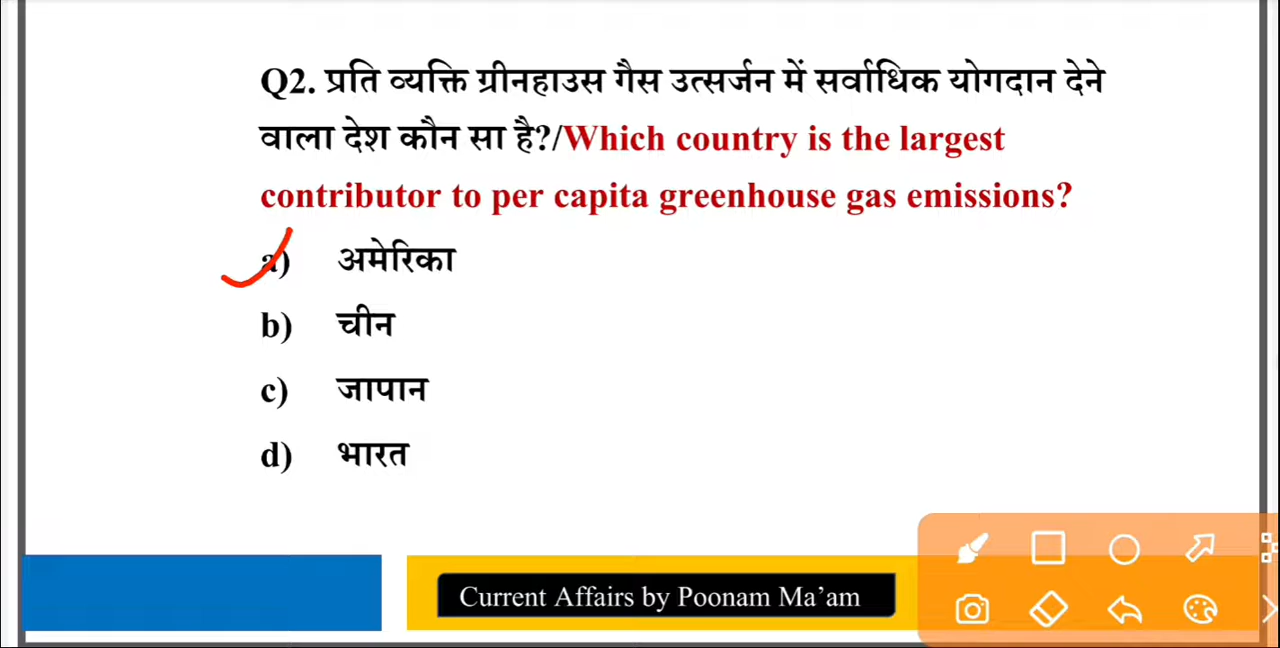 Q2. प्रति व्यक्ति ग्रीनहाउस गैस उत्सर्जन में सर्वाधिक योगदान देने
वाला देश कौन सा है?/Which country is the largest
contributor to per capita greenhouse gas emissions?
a) अमेरिका
b) चीन
c) जापान
d) भारत
Current Affairs by Poonam Ma’am